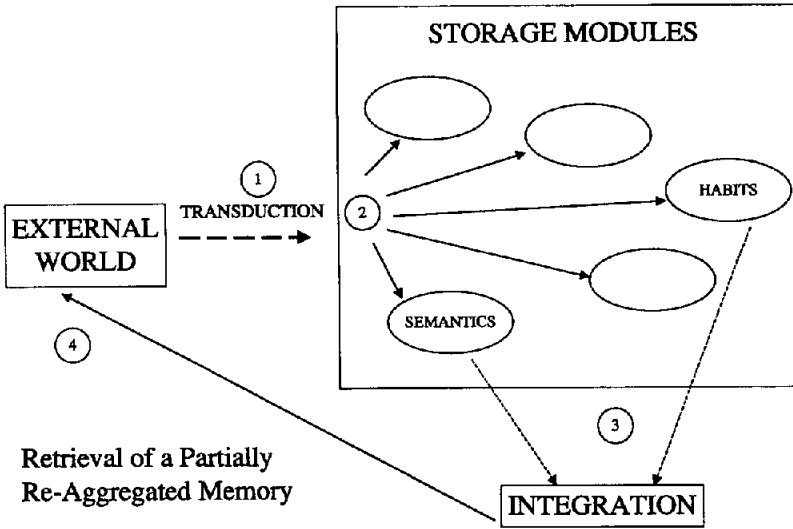 STORAGE MODULES
1
TRANSDUCTION
2
HABITS
EXTERNAL
WORLD
SEMANTICS
4
3
Retrieval of a Partially
Re-Aggregated Memory
INTEGRATION